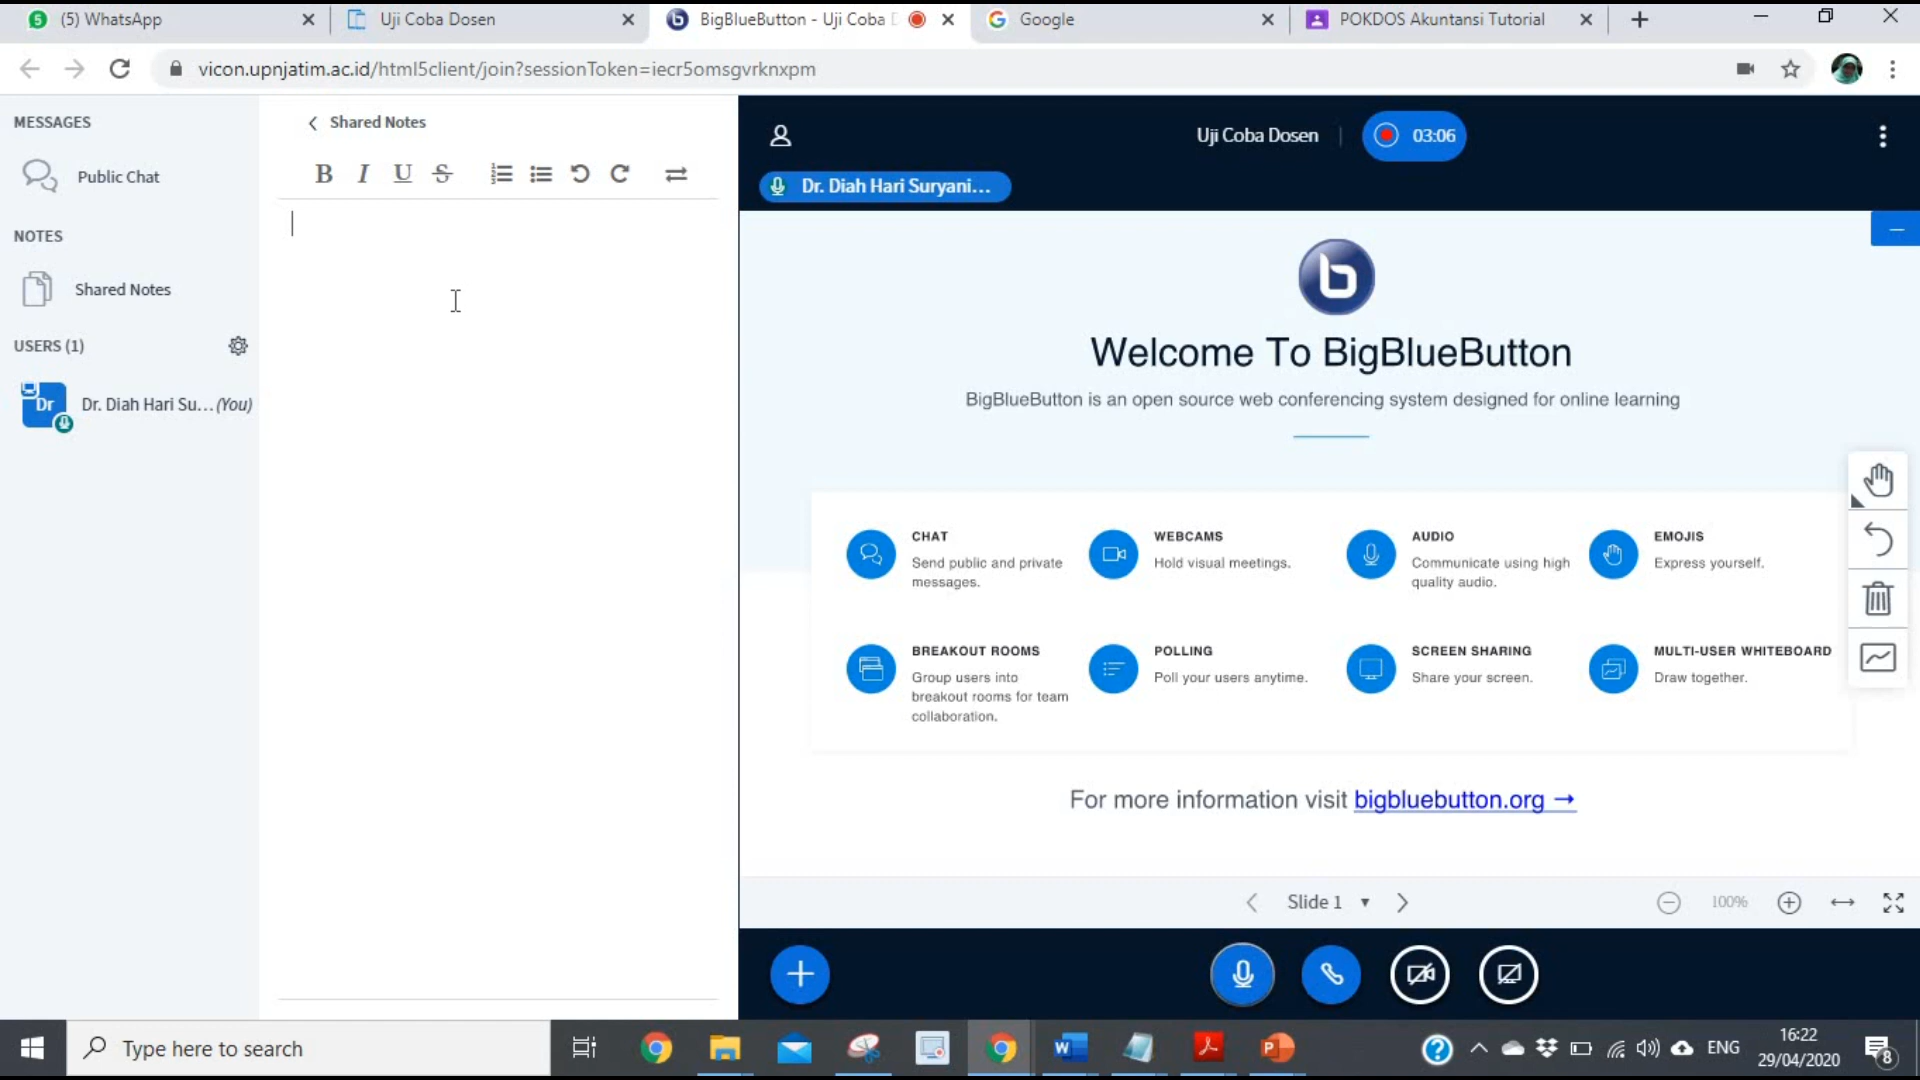 (5) WhatsApp
Uji Coba Dosen
BigBlueButton - Uji Coba
Google
POKDOS Akuntansi Tutorial
vicon.upnjatim.ac.id/html5client/join?sessionToken=iecr5omsgvrknxpm
MESSAGES
Public Chat
NOTES
Shared Notes
USERS (1)
Dr
Dr. Diah Hari Su... (You)
Shared Notes
B I U S
Uji Coba Dosen
03:06
Dr. Diah Hari Suryani...
b
Welcome To BigBlueButton
BigBlueButton is an open source web conferencing system designed for online learning
CHAT
Send public and private
messages.
WEBCAMS
Hold visual meetings.
AUDIO
Communicate using high
quality audio.
EMOJIS
Express yourself.
BREAKOUT ROOMS
Group users into
breakout rooms for team
collaboration.
POLLING
Poll your users anytime.
SCREEN SHARING
Share your screen.
MULTI-USER WHITEBOARD
Draw together.
For more information visit bigbluebutton.org →
Slide 1
100%
Type here to search
ENG
16:22
29/04/2020
8